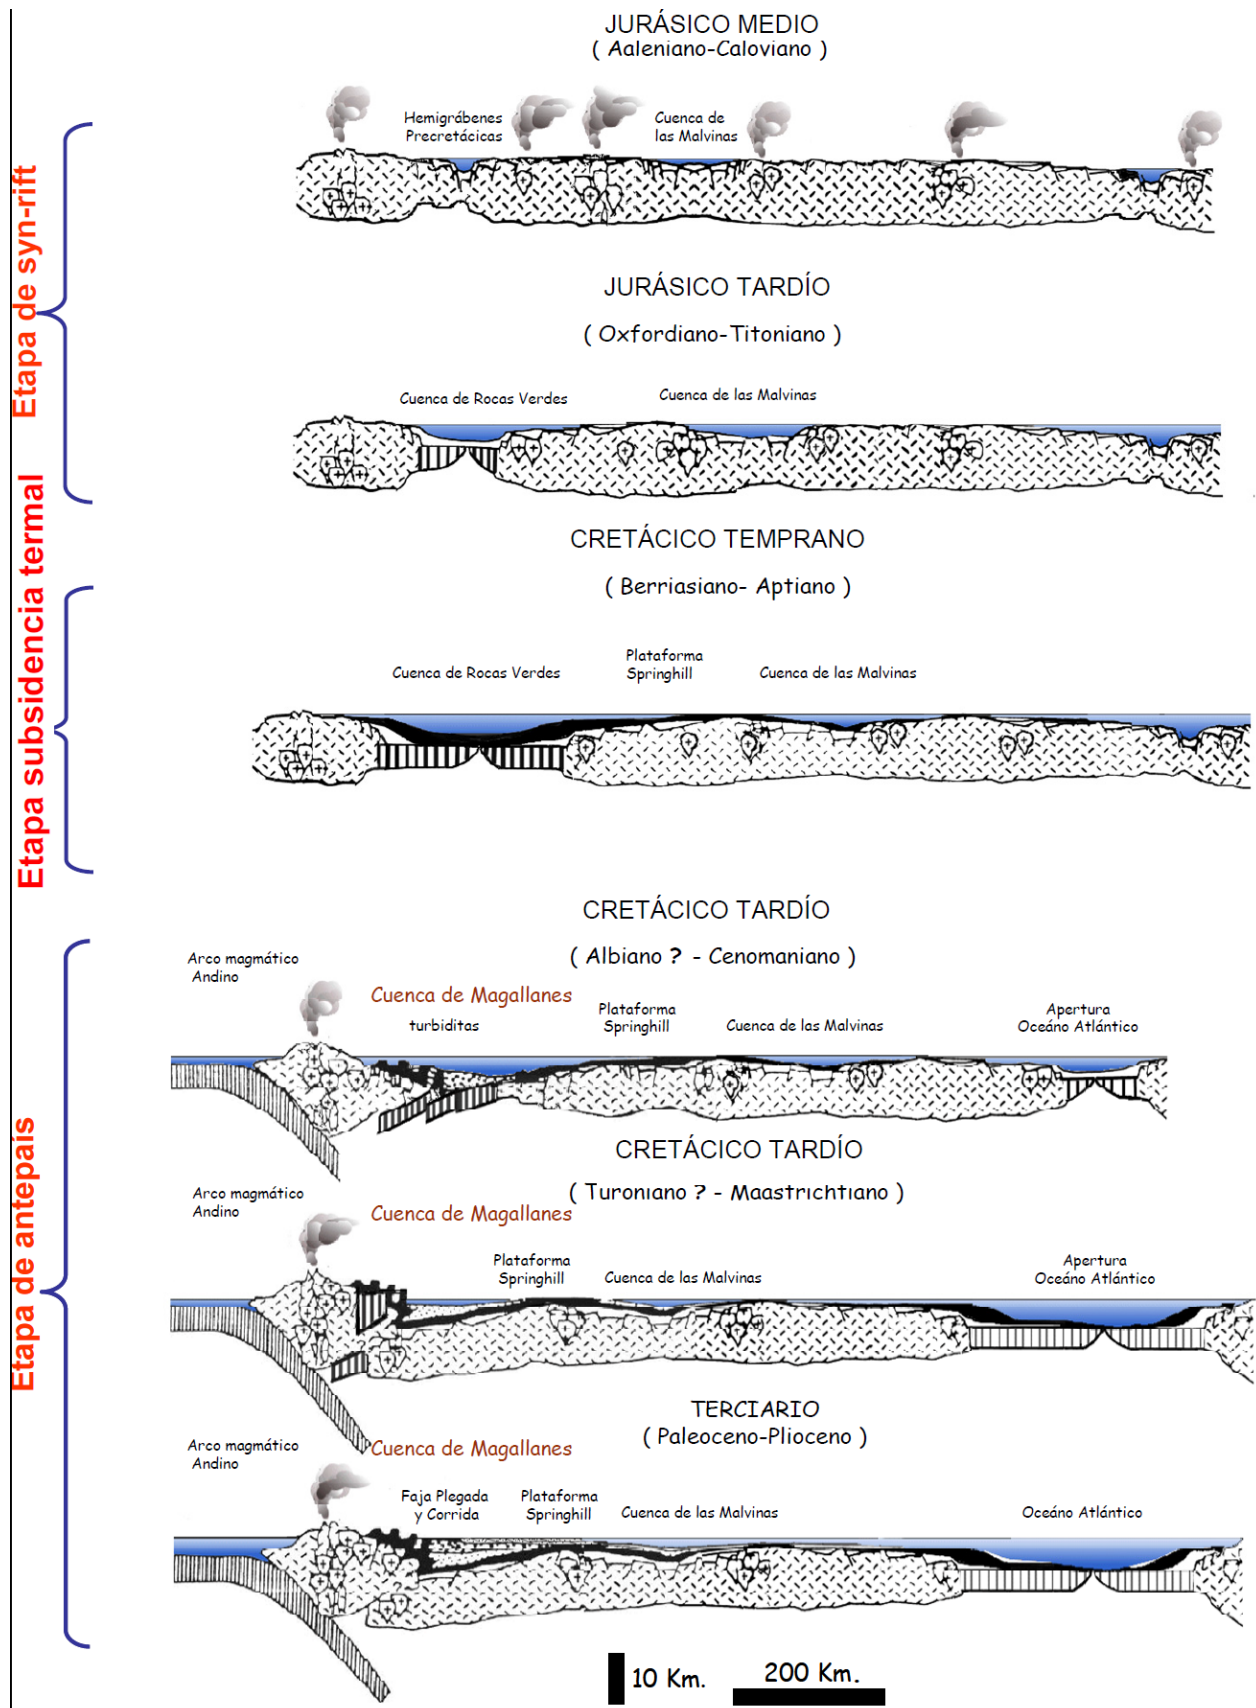 JURÁSICO MEDIO
( Aaleniano-Caloviano )
Hemigrábenes
Precretácicas
Cuenca de
las Malvinas
Etapa de syn-rift
JURÁSICO TARDÍO
( Oxfordiano-Titoniano )
Cuenca de Rocas Verdes
Cuenca de las Malvinas
Etapa subsidencia termal
CRETÁCICO TEMPRANO
( Berriasiano- Aptiano )
Cuenca de Rocas Verdes
Plataforma
Springhill
Cuenca de las Malvinas
Etapa de antepaís
CRETÁCICO TARDÍO
( Albiano ? - Cenomaniano )
Arco magmático
Andino
Cuenca de Magallanes
turbiditas
Plataforma
Springhill
Cuenca de las Malvinas
Apertura
Océano Atlántico
CRETÁCICO TARDÍO
( Turoniano ? - Maastrichtiano )
Arco magmático
Andino
Cuenca de Magallanes
Plataforma
Springhill
Cuenca de las Malvinas
Apertura
Océano Atlántico
TERCIARIO
( Paleoceno-Plioceno )
Arco magmático
Andino
Cuenca de Magallanes
Faja Plegada
y Corrida
Plataforma
Springhill
Cuenca de las Malvinas
Océano Atlántico
10 Km.
200 Km.